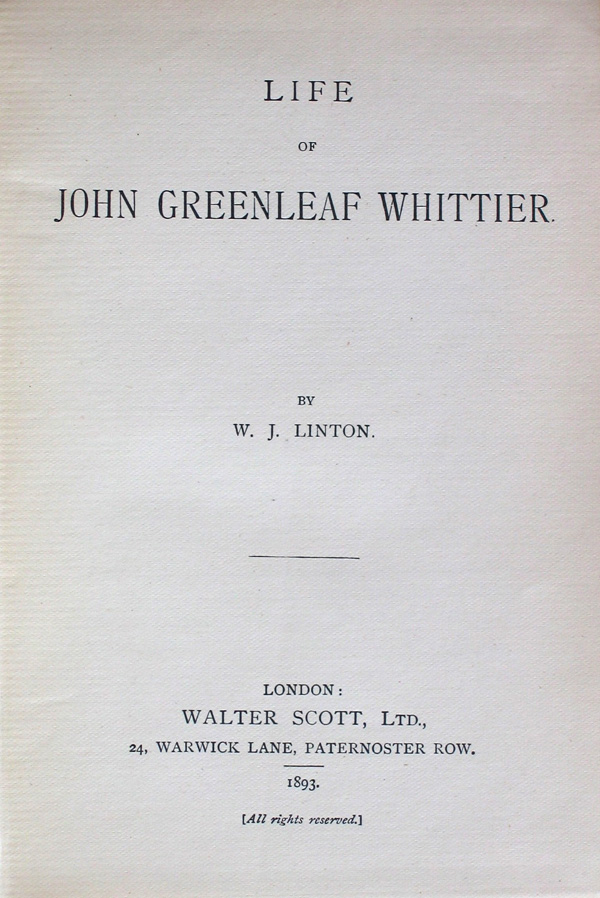 LIFE
OF
JOHN GREENLEAF WHITTIER.
BY
W. J. LINTON.
LONDON:
WALTER SCOTT, LTD.,
24, WARWICK LANE, PATERNOSTER ROW.
1893.
[All rights reserved.]